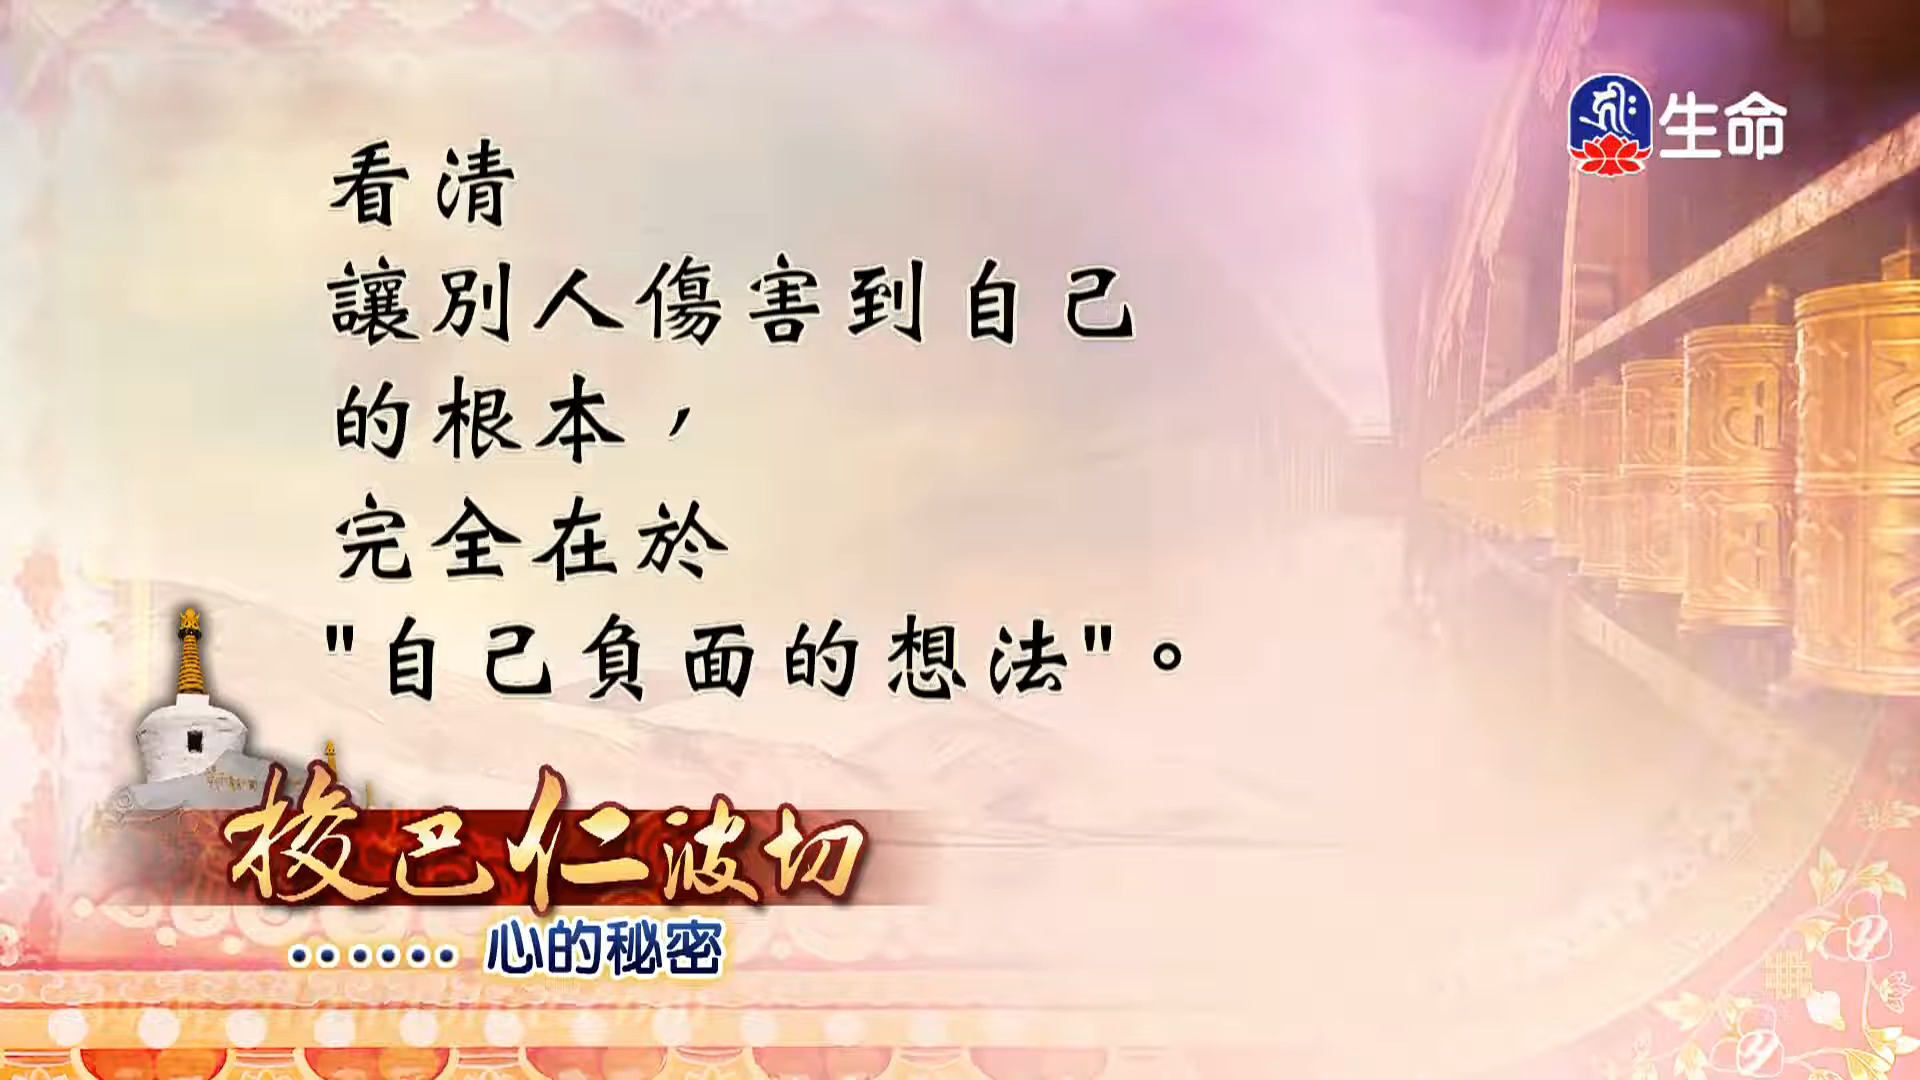 生命
看清
讓別人傷害到自己
的根本，
完全在於
"自己負面的想法"。
梭巴仁波切
......心的秘密